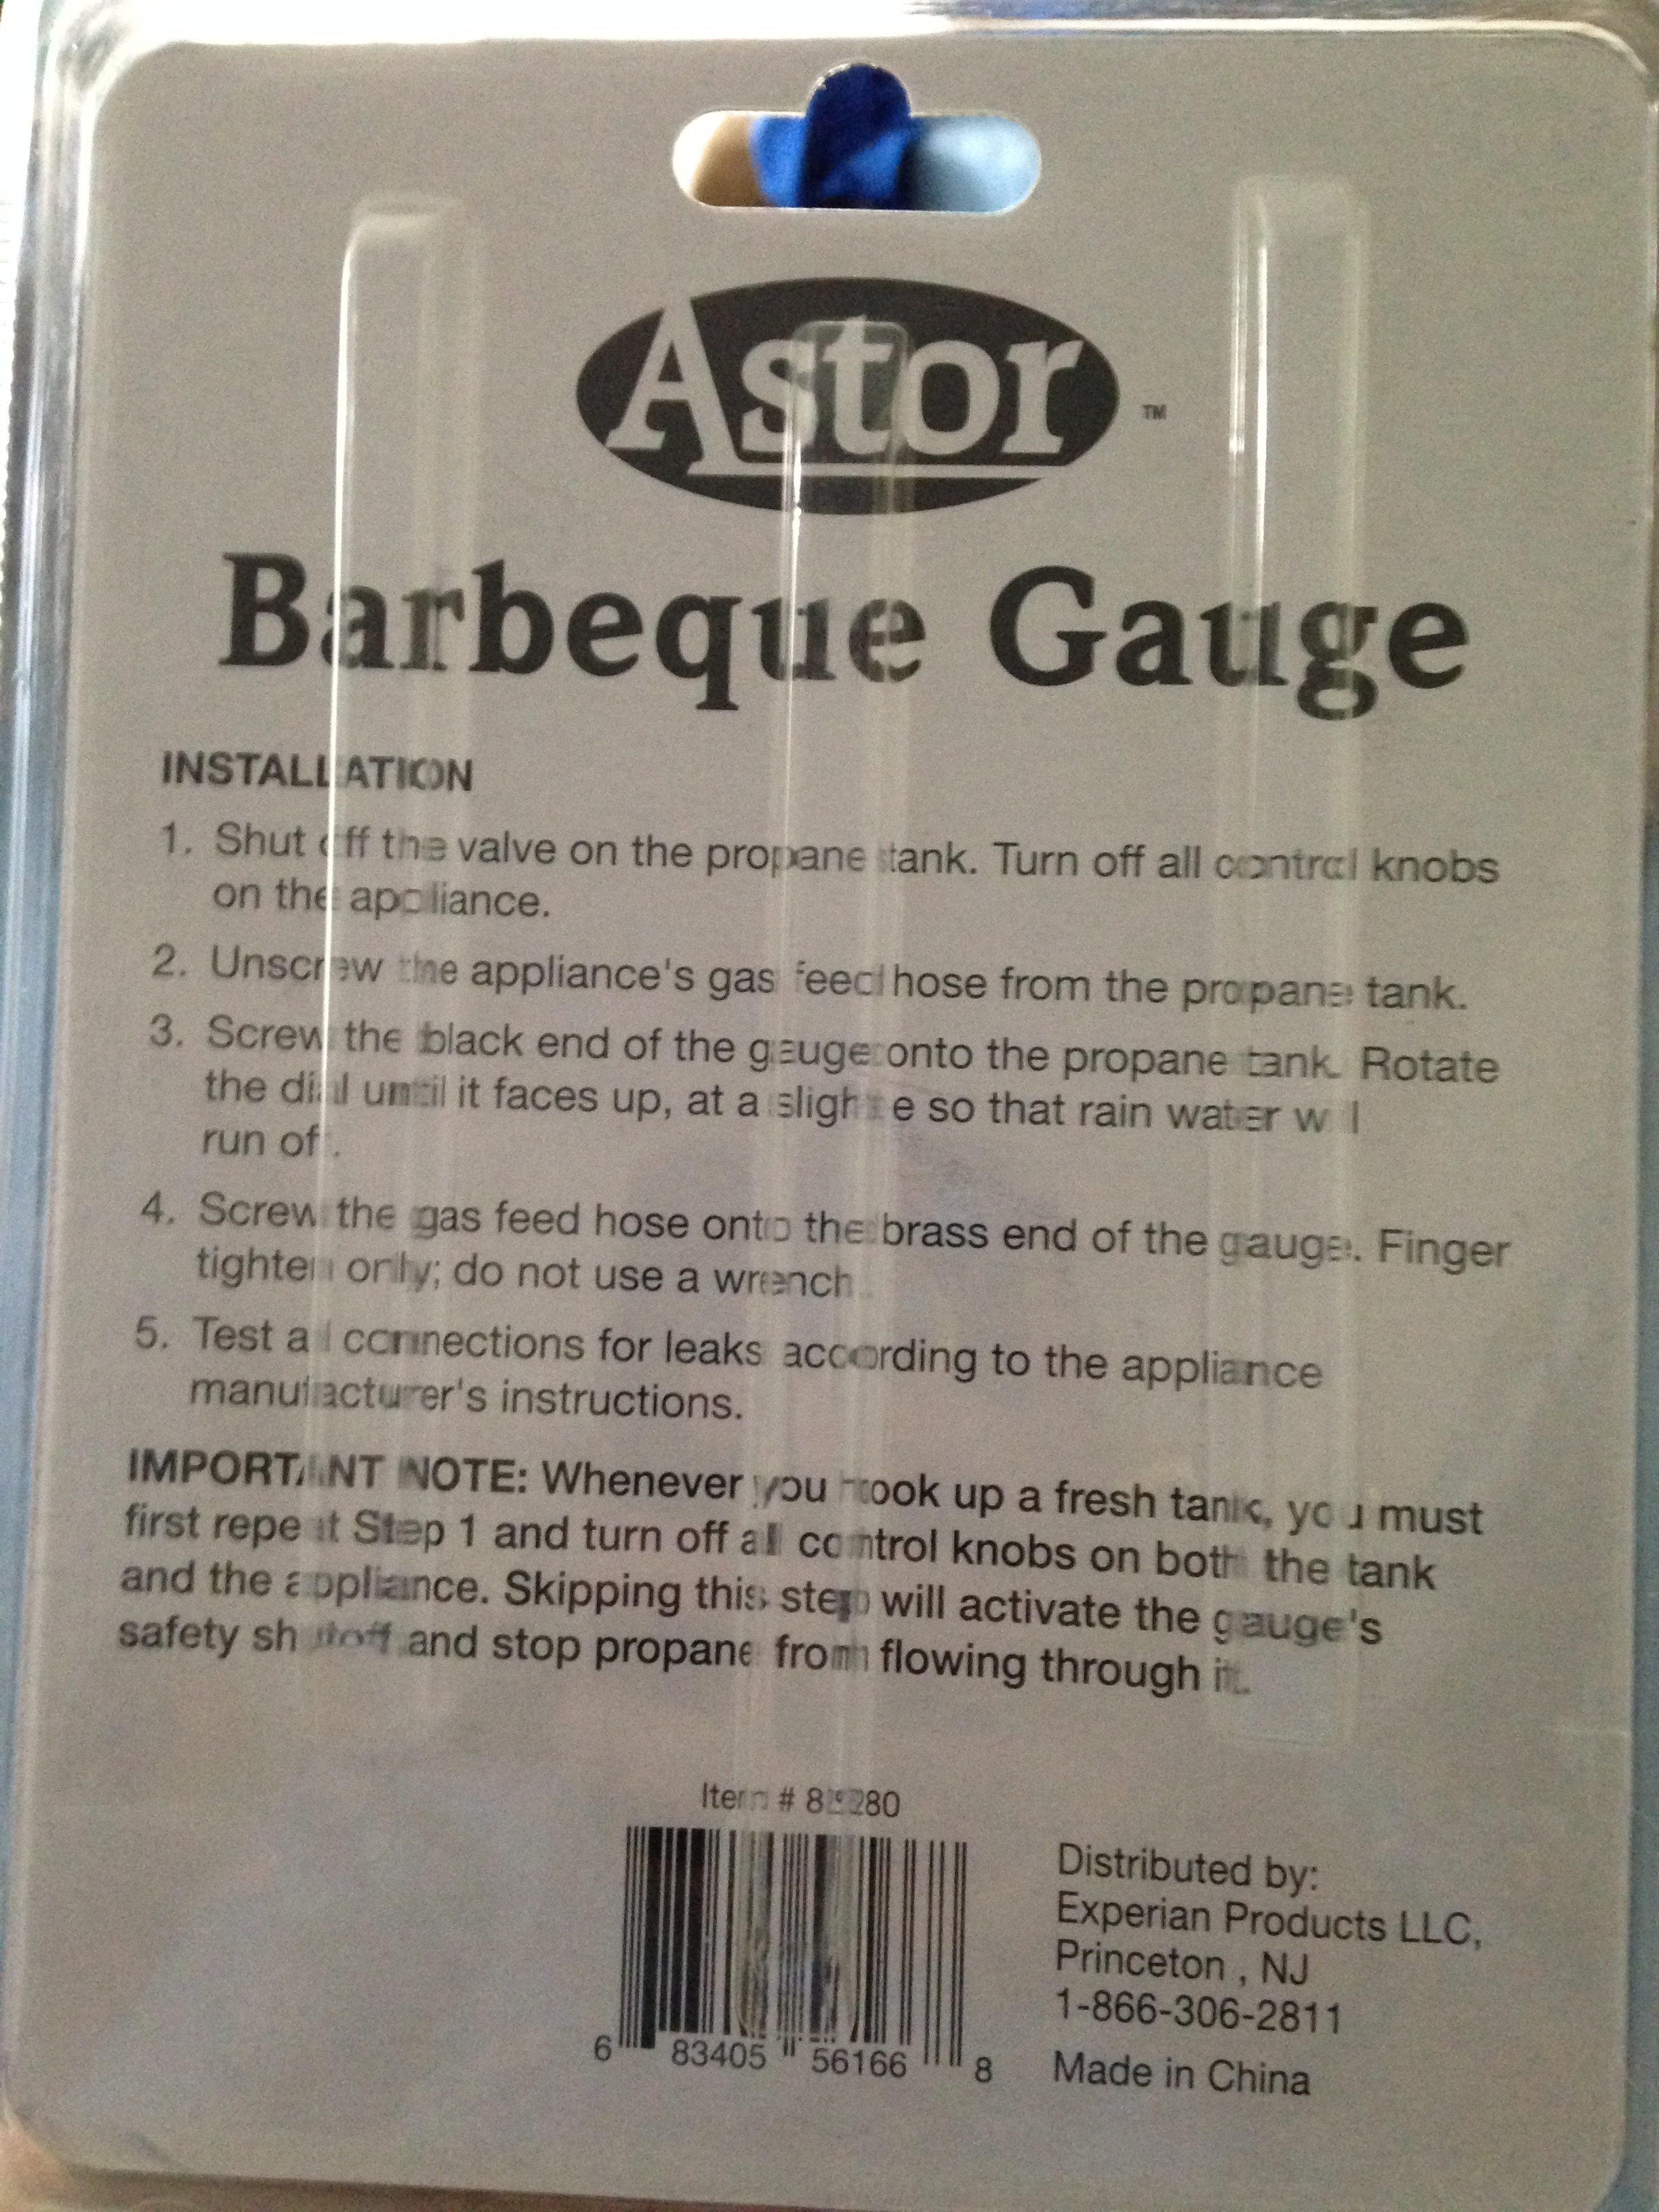 Astor ™
Barbeque Gauge
INSTALLATION
1. Shut off the valve on the propane tank. Turn off all control knobs
on the appliance.
2. Unscrew the appliance's gas feed hose from the propane tank.
3. Screw the black end of the gauge onto the propane tank. Rotate
the dial until it faces up, at a so that rain water will
run off.
4. Screw the gas feed hose onto the brass end of the gauge. Finger
tighten only; do not use a wrench.
5. Test all connections for leaks according to the appliance
manufacturer's instructions.
IMPORTANT NOTE: Whenever you hook up a fresh tank, you must
first repeat Step 1 and turn off all control knobs on both the tank
and the appliance. Skipping this step will activate the gauge's
safety shutoff and stop propane from flowing through it.
Item #
6 83405 56166 8
Distributed by:
Experian Products LLC,
Princeton , NJ
1-866-306-2811
Made in China